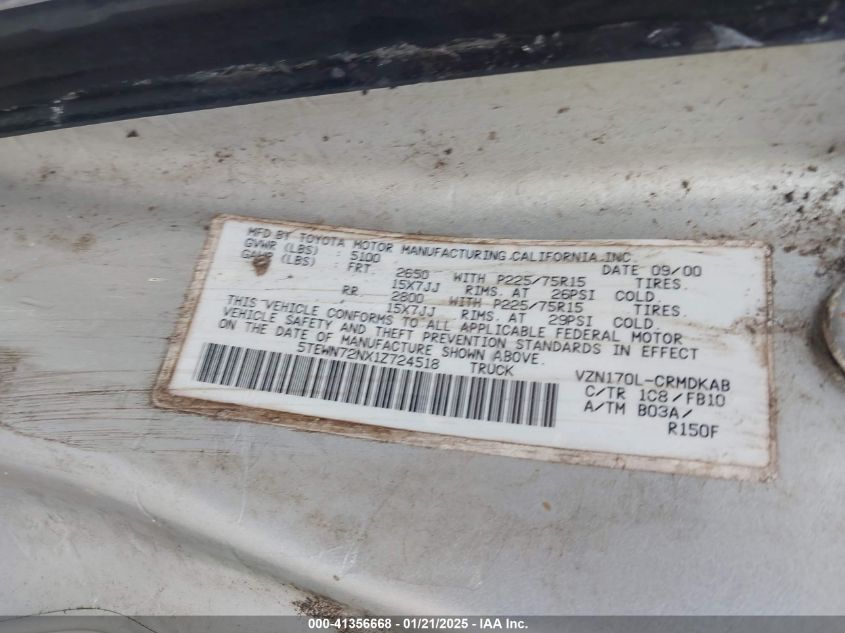 MFD BY TOYOTA MOTOR MANUFACTURING CALIFORNIA INC.
GVWR (LBS) : 5100 DATE 09/00
GAWR (LBS) : FRT. 2650 WITH P225/75R15 TIRES.
15X7JJ RIMS. AT 26PSI COLD.
RR 2800 WITH P225/75R15 TIRES.
15X7JJ RIMS. AT 29PSI COLD.
THIS VEHICLE CONFORMS TO ALL APPLICABLE FEDERAL MOTOR
VEHICLE SAFETY AND THEFT PREVENTION STANDARDS IN EFFECT
ON THE DATE OF MANUFACTURE SHOWN ABOVE.
5TEWN72NX1Z724518 TRUCK
VZN170L-CRMDKAB
C/TR 1C8/FB10
A/TM B03A/
R150F
000-41356668 - 01/21/2025 - IAA Inc.